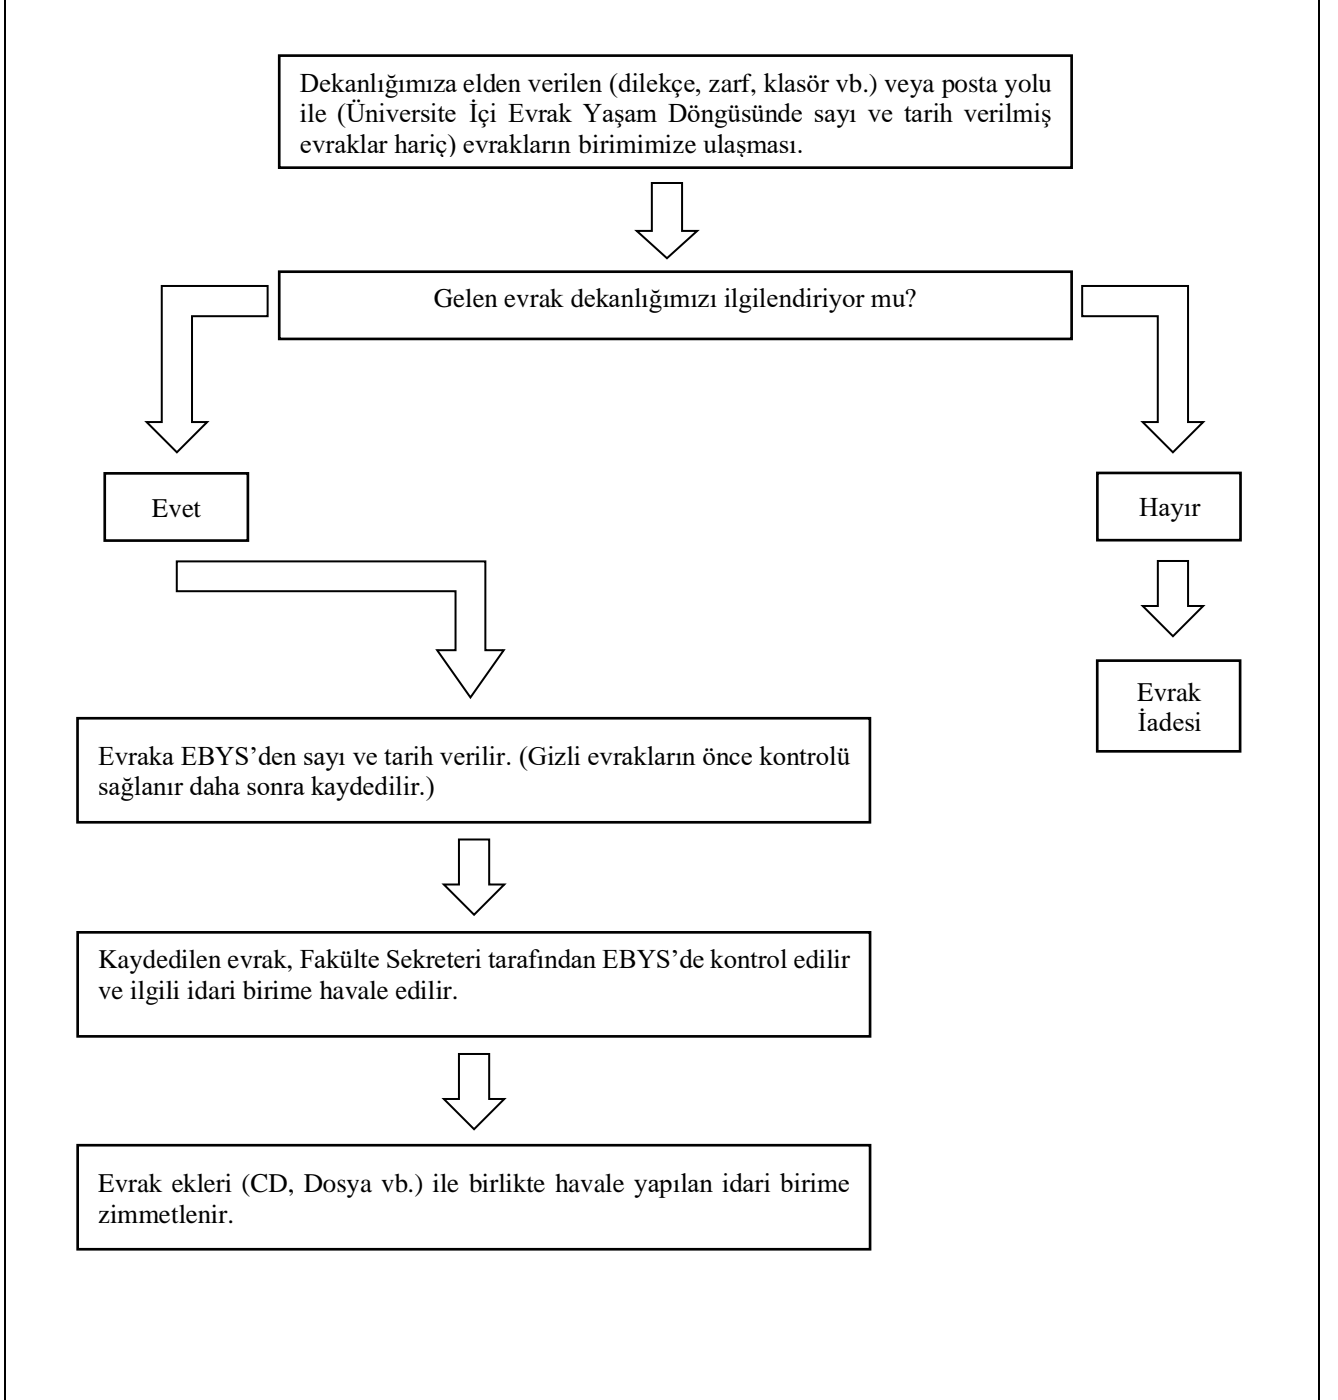 Dekanlığımıza elden verilen (dilekçe, zarf, klasör vb.) veya posta yolu
ile (Üniversite İçi Evrak Yaşam Döngüsünde sayı ve tarih verilmiş
evraklar hariç) evrakların birimimize ulaşması.
Gelen evrak dekanlığımızı ilgilendiriyor mu?
Evet
Hayır
Evrak
İadesi
Evraka EBYS’den sayı ve tarih verilir. (Gizli evrakların önce kontrolü
sağlanır daha sonra kaydedilir.)
Kaydedilen evrak, Fakülte Sekreteri tarafından EBYS’de kontrol edilir
ve ilgili idari birime havale edilir.
Evrak ekleri (CD, Dosya vb.) ile birlikte havale yapılan idari birime
zimmetlenir.